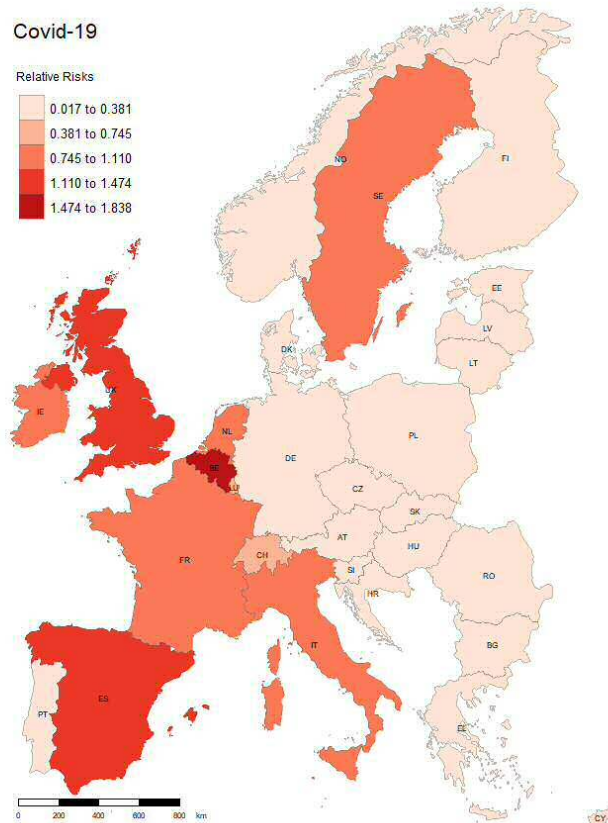 Covid-19
Relative Risks
0.017 to 0.381
0.381 to 0.745
0.745 to 1.110
1.110 to 1.474
1.474 to 1.838
NO
FI
SE
EE
LV
LT
DK
UK
IE
NL
PL
DE
BE
LU
CZ
SK
FR
CH
AT
HU
SI
RO
HR
BG
IT
ES
PT
EL
CY
0 200 400 600 800 km